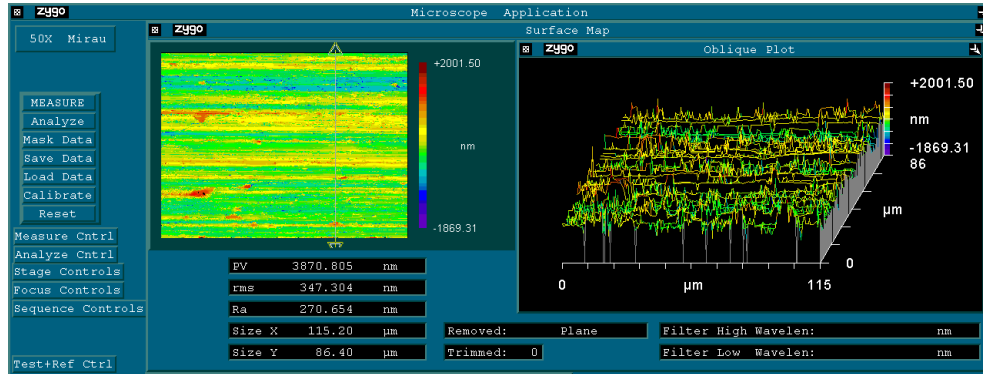 zygo Microscope Application
50X Mirau
MEASURE
Analyze
Mask Data
Save Data
Load Data
Calibrate
Reset
Measure Cntrl
Analyze Cntrl
Stage Controls
Focus Controls
Sequence Controls
Test+Ref Ctrl
zygo Surface Map
+2001.50
nm
-1869.31
zygo Oblique Plot
+2001.50
nm
-1869.31
86
µm
0
0 µm 115
PV 3870.805 nm
rms 347.304 nm
Ra 270.654 nm
Size X 115.20 µm
Size Y 86.40 µm
Removed: Plane
Trimmed: 0
Filter High Wavelen: nm
Filter Low Wavelen: nm